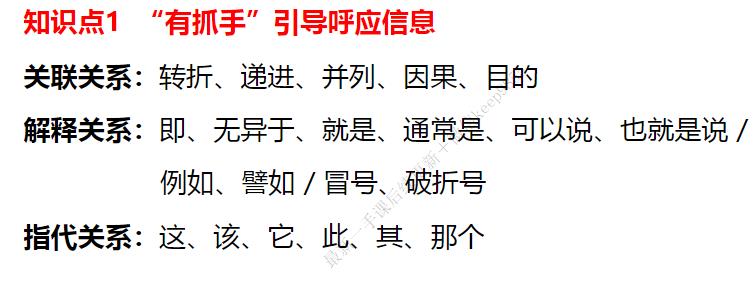 知识点1 “有抓手”引导呼应信息
关联关系：转折、递进、并列、因果、目的
解释关系：即、无异于、就是、通常是、可以说、也就是说 /
例如、譬如 / 冒号、破折号
指代关系：这、该、它、此、其、那个